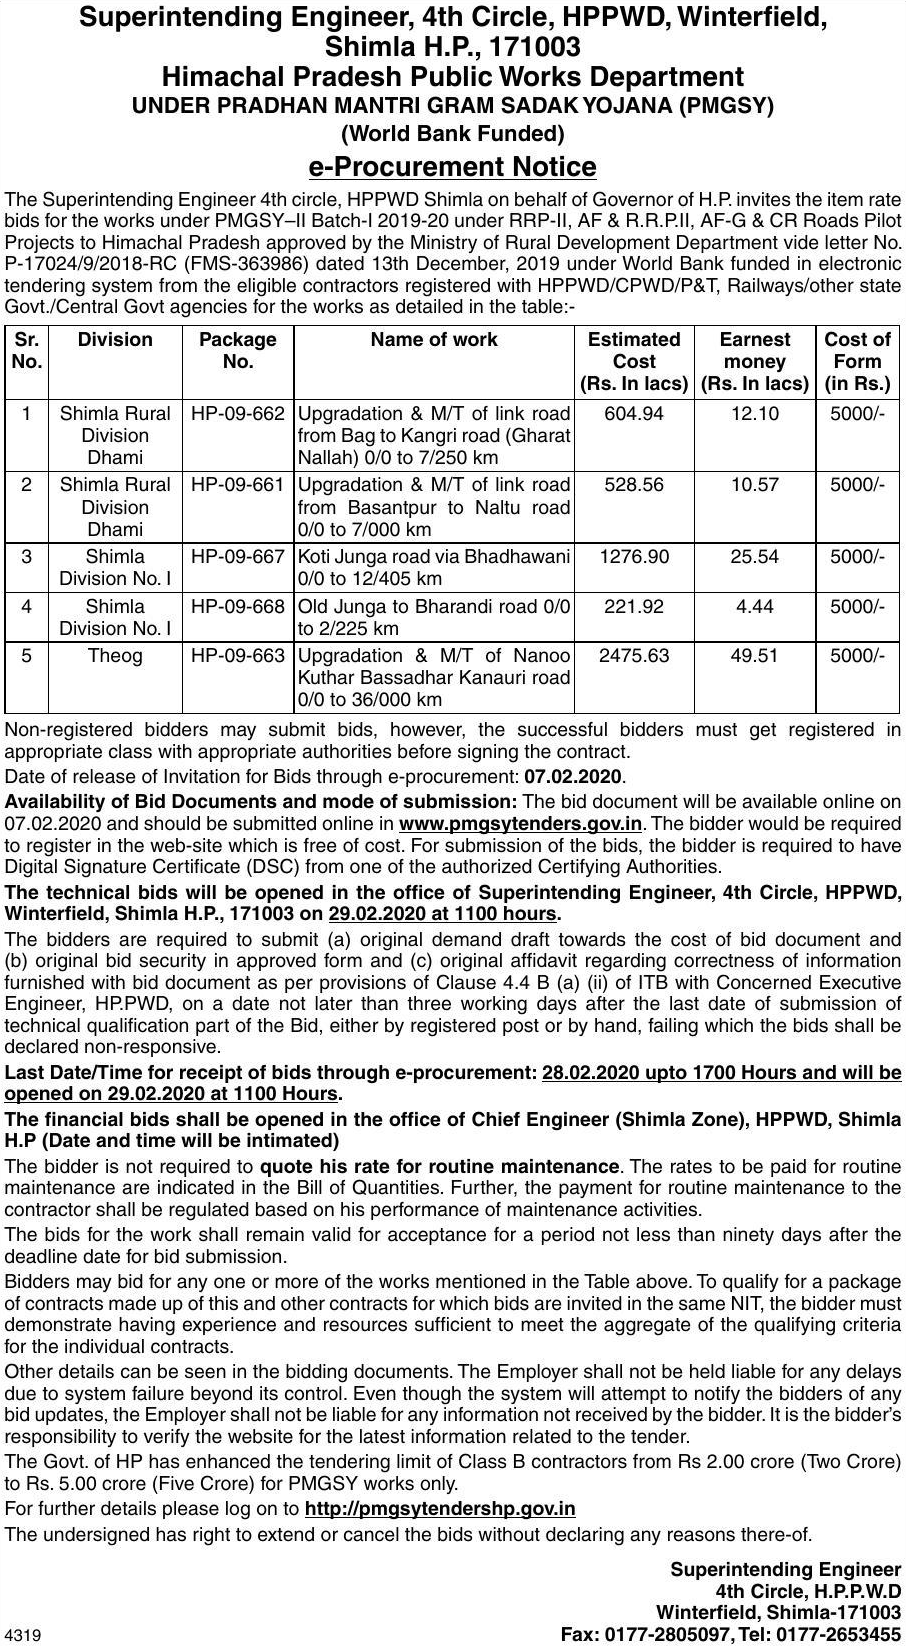 Superintending Engineer, 4th Circle, HPPWD, Winterfield,
Shimla H.P., 171003
Himachal Pradesh Public Works Department
UNDER PRADHAN MANTRI GRAM SADAK YOJANA (PMGSY)
(World Bank Funded)
e-Procurement Notice
The Superintending Engineer 4th circle, HPPWD Shimla on behalf of Governor of H.P. invites the item rate
bids for the works under PMGSY–II Batch-I 2019-20 under RRP-II, AF & R.R.P.II, AF-G & CR Roads Pilot
Projects to Himachal Pradesh approved by the Ministry of Rural Development Department vide letter No.
P-17024/9/2018-RC (FMS-363986) dated 13th December, 2019 under World Bank funded in electronic
tendering system from the eligible contractors registered with HPPWD/CPWD/P&T, Railways/other state
Govt./Central Govt agencies for the works as detailed in the table:-
Sr. Division Package Name of work Estimated Earnest Cost of
No. No. Cost money Form
(Rs. In lacs) (Rs. In lacs) (in Rs.)
1 Shimla Rural HP-09-662 Upgradation & M/T of link road 604.94 12.10 5000/-
Division from Bag to Kangri road (Gharat
Dhami Nallah) 0/0 to 7/250 km
2 Shimla Rural HP-09-661 Upgradation & M/T of link road 528.56 10.57 5000/-
Division from Basantpur to Naltu road
Dhami 0/0 to 7/000 km
3 Shimla HP-09-667 Koti Junga road via Bhadhawani 1276.90 25.54 5000/-
Division No. I 0/0 to 12/405 km
4 Shimla HP-09-668 Old Junga to Bharandi road 0/0 221.92 4.44 5000/-
Division No. I to 2/225 km
5 Theog HP-09-663 Upgradation & M/T of Nanoo 2475.63 49.51 5000/-
Kuthar Bassadhar Kanauri road
0/0 to 36/000 km
Non-registered bidders may submit bids, however, the successful bidders must get registered in
appropriate class with appropriate authorities before signing the contract.
Date of release of Invitation for Bids through e-procurement: 07.02.2020.
Availability of Bid Documents and mode of submission: The bid document will be available online on
07.02.2020 and should be submitted online in www.pmgsytenders.gov.in. The bidder would be required
to register in the web-site which is free of cost. For submission of the bids, the bidder is required to have
Digital Signature Certificate (DSC) from one of the authorized Certifying Authorities.
The technical bids will be opened in the office of Superintending Engineer, 4th Circle, HPPWD,
Winterfield, Shimla H.P., 171003 on 29.02.2020 at 1100 hours.
The bidders are required to submit (a) original demand draft towards the cost of bid document and
(b) original bid security in approved form and (c) original affidavit regarding correctness of information
furnished with bid document as per provisions of Clause 4.4 B (a) (ii) of ITB with Concerned Executive
Engineer, HP.PWD, on a date not later than three working days after the last date of submission of
technical qualification part of the Bid, either by registered post or by hand, failing which the bids shall be
declared non-responsive.
Last Date/Time for receipt of bids through e-procurement: 28.02.2020 upto 1700 Hours and will be
opened on 29.02.2020 at 1100 Hours.
The financial bids shall be opened in the office of Chief Engineer (Shimla Zone), HPPWD, Shimla
H.P (Date and time will be intimated)
The bidder is not required to quote his rate for routine maintenance. The rates to be paid for routine
maintenance are indicated in the Bill of Quantities. Further, the payment for routine maintenance to the
contractor shall be regulated based on his performance of maintenance activities.
The bids for the work shall remain valid for acceptance for a period not less than ninety days after the
deadline date for bid submission.
Bidders may bid for any one or more of the works mentioned in the Table above. To qualify for a package
of contracts made up of this and other contracts for which bids are invited in the same NIT, the bidder must
demonstrate having experience and resources sufficient to meet the aggregate of the qualifying criteria
for the individual contracts.
Other details can be seen in the bidding documents. The Employer shall not be held liable for any delays
due to system failure beyond its control. Even though the system will attempt to notify the bidders of any
bid updates, the Employer shall not be liable for any information not received by the bidder. It is the bidder's
responsibility to verify the website for the latest information related to the tender.
The Govt. of HP has enhanced the tendering limit of Class B contractors from Rs 2.00 crore (Two Crore)
to Rs. 5.00 crore (Five Crore) for PMGSY works only.
For further details please log on to http://pmgsytendershp.gov.in
The undersigned has right to extend or cancel the bids without declaring any reasons there-of.
Superintending Engineer
4th Circle, H.P.P.W.D
Winterfield, Shimla-171003
4319 Fax: 0177-2805097, Tel: 0177-2653455